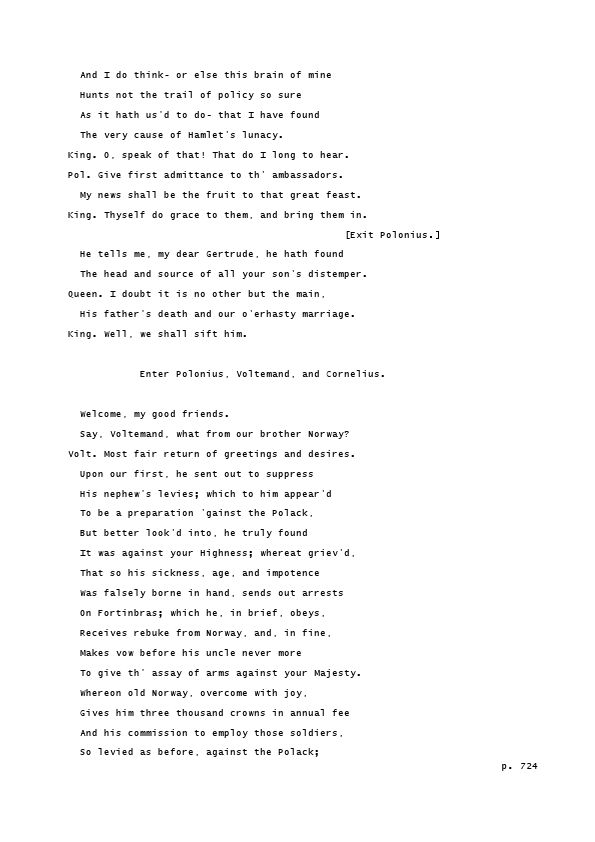 And I do think- or else this brain of mine
Hunts not the trail of policy so sure
As it hath us'd to do- that I have found
The very cause of Hamlet's lunacy.
King. O, speak of that! That do I long to hear.
Pol. Give first admittance to th' ambassadors.
My news shall be the fruit to that great feast.
King. Thyself do grace to them, and bring them in.
[Exit Polonius.]
He tells me, my dear Gertrude, he hath found
The head and source of all your son's distemper.
Queen. I doubt it is no other but the main,
His father's death and our o'erhasty marriage.
King. Well, we shall sift him.
Enter Polonius, Voltemand, and Cornelius.
Welcome, my good friends.
Say, Voltemand, what from our brother Norway?
Volt. Most fair return of greetings and desires.
Upon our first, he sent out to suppress
His nephew's levies; which to him appear'd
To be a preparation 'gainst the Polack,
But better look'd into, he truly found
It was against your Highness; whereat griev'd,
That so his sickness, age, and impotence
Was falsely borne in hand, sends out arrests
On Fortinbras; which he, in brief, obeys,
Receives rebuke from Norway, and, in fine,
Makes vow before his uncle never more
To give th' assay of arms against your Majesty.
Whereon old Norway, overcome with joy,
Gives him three thousand crowns in annual fee
And his commission to employ those soldiers,
So levied as before, against the Polack;
p. 724